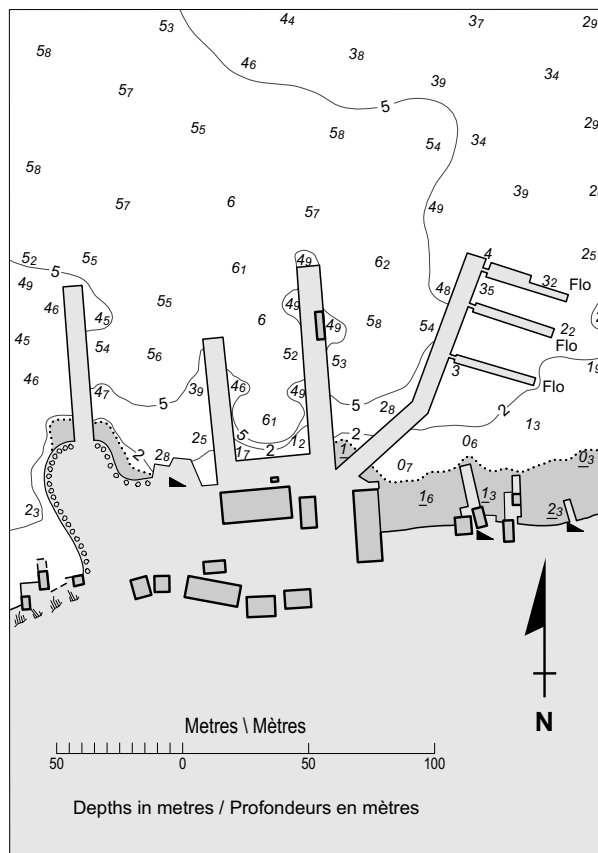 5₃ 4₄ 3₇ 2₉
5₈ 4₆ 3₈ 3₄
5₇ 3₉
5 2₉
5₅ 5₈ 5₄ 3₄
5₈ 3₉
5₇ 6 5₇ 4₉
5₂ 5 5₅ 4₉ 6₂ 4 2₅
4₉ 6₁ 4₈ 3₅ 3₂ Flo
4₆ 4₅ 5₅ 4₉
4₅ 5₄ 6 4₉ 5₈ 5₄ 2₂
5₆ 5₂ 5₃ Flo
4₆ 4₇ 3₉ 4₆ 4₉ 3 1₉
Flo
5 6₁ 5 2₈ 2 1₃
2₅ 5 2 1₂ 2 0₆
2 2₈ 1₇ 1 0₇ 0₃
1₆ 1₃ 2₃
2₃
N
Metres \ Mètres
50 0 50 100
Depths in metres / Profondeurs en mètres